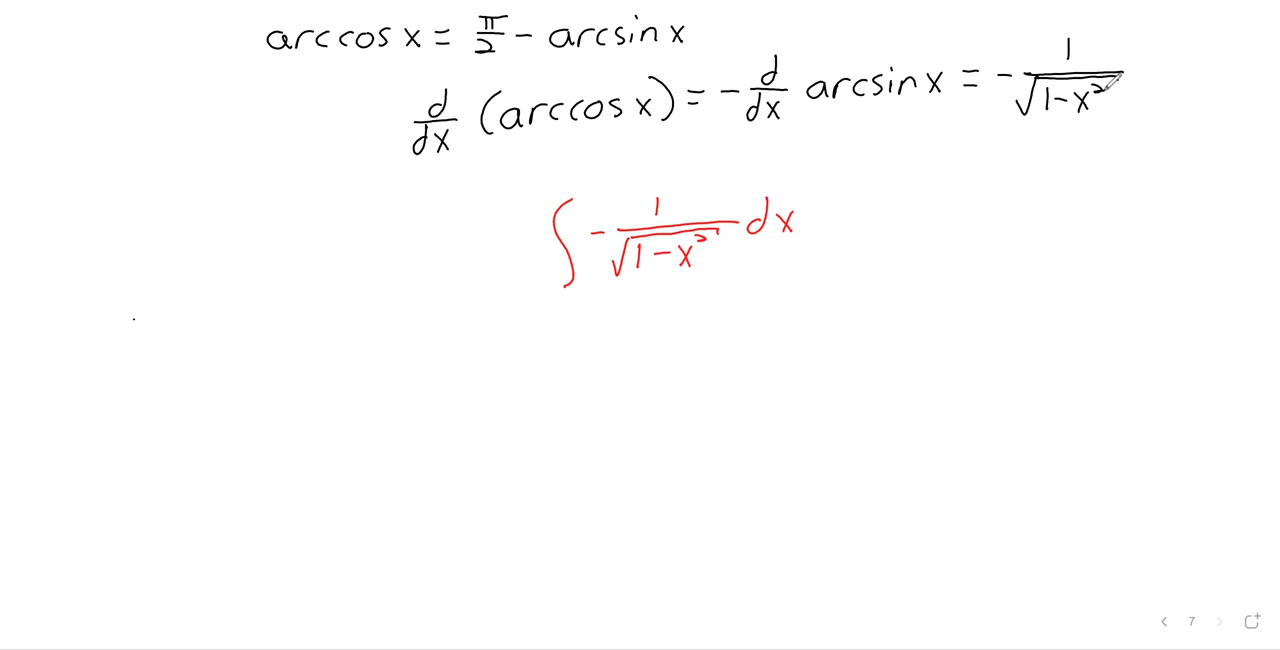 arccos x = π/2 - arcsin x
d/dx (arccos x) = - d/dx arcsin x = - 1/√(1-x²)
∫ - 1/√(1-x²) dx
< 7 >